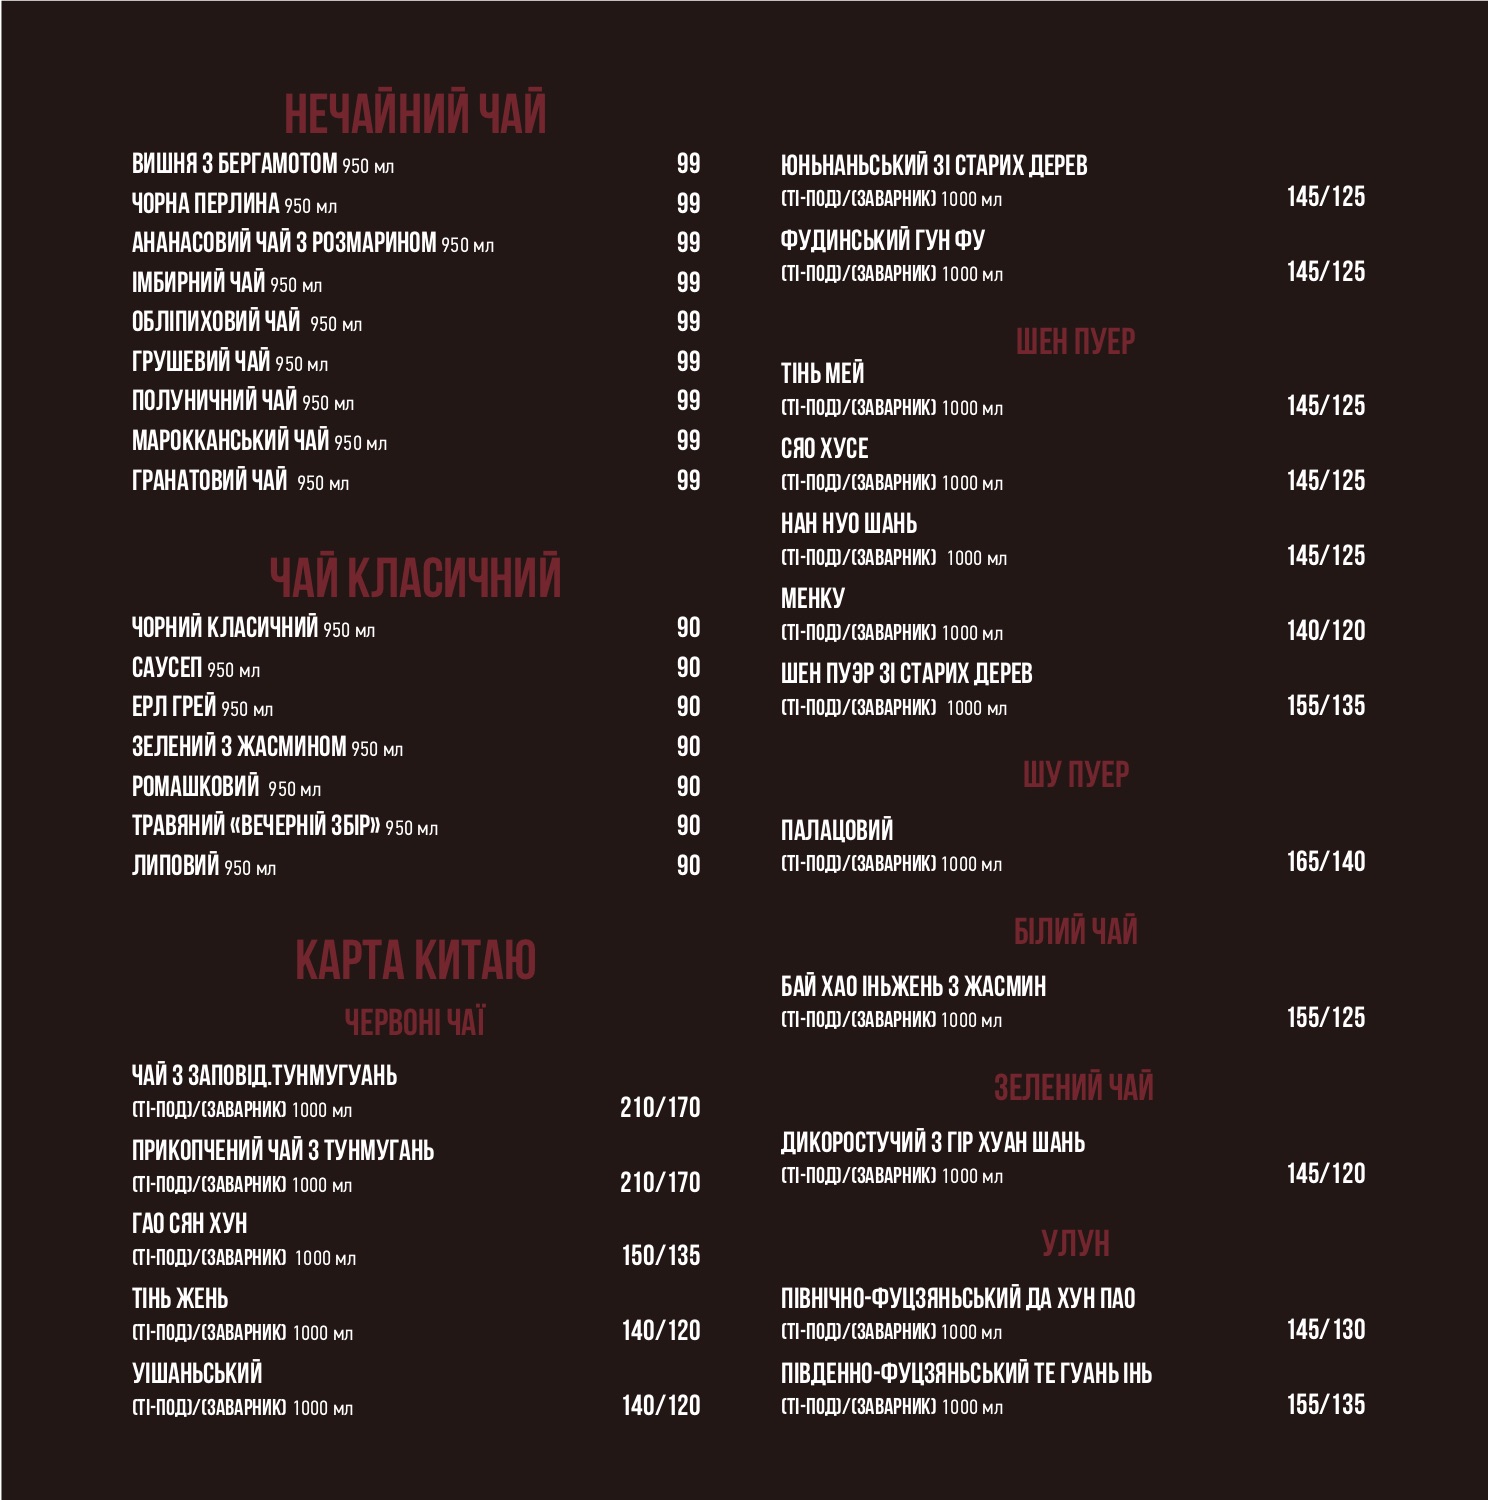 НЕЧАЙНИЙ ЧАЙ
ВИШНЯ З БЕРГАМОТОМ 950 мл 99
ЧОРНА ПЕРЛИНА 950 мл 99
АНАНАСОВИЙ ЧАЙ З РОЗМАРИНОМ 950 мл 99
ІМБИРНИЙ ЧАЙ 950 мл 99
ОБЛІПИХОВИЙ ЧАЙ 950 мл 99
ГРУШЕВИЙ ЧАЙ 950 мл 99
ПОЛУНИЧНИЙ ЧАЙ 950 мл 99
МАРОККАНСЬКИЙ ЧАЙ 950 мл 99
ГРАНАТОВИЙ ЧАЙ 950 мл 99
ЧАЙ КЛАСИЧНИЙ
ЧОРНИЙ КЛАСИЧНИЙ 950 мл 90
САУСЕП 950 мл 90
ЕРЛ ГРЕЙ 950 мл 90
ЗЕЛЕНИЙ З ЖАСМИНОМ 950 мл 90
РОМАШКОВИЙ 950 мл 90
ТРАВЯНИЙ «ВЕЧЕРНІЙ ЗБІР» 950 мл 90
ЛИПОВИЙ 950 мл 90
КАРТА КИТАЮ
ЧЕРВОНІ ЧАЇ
ЧАЙ З ЗАПОВІД.ТУНМУГУАНЬ
(ТІ-ПОД)/(ЗАВАРНИК) 1000 мл 210/170
ПРИКОПЧЕНИЙ ЧАЙ З ТУНМУГАНЬ
(ТІ-ПОД)/(ЗАВАРНИК) 1000 мл 210/170
ГАО СЯН ХУН
(ТІ-ПОД)/(ЗАВАРНИК) 1000 мл 150/135
ТІНЬ ЖЕНЬ
(ТІ-ПОД)/(ЗАВАРНИК) 1000 мл 140/120
УІШАНЬСЬКИЙ
(ТІ-ПОД)/(ЗАВАРНИК) 1000 мл 140/120
ЮНЬНАНЬСЬКИЙ ЗІ СТАРИХ ДЕРЕВ
(ТІ-ПОД)/(ЗАВАРНИК) 1000 мл 145/125
ФУДИНСЬКИЙ ГУН ФУ
(ТІ-ПОД)/(ЗАВАРНИК) 1000 мл 145/125
ШЕН ПУЕР
ТІНЬ МЕЙ
(ТІ-ПОД)/(ЗАВАРНИК) 1000 мл 145/125
СЯО ХУСЕ
(ТІ-ПОД)/(ЗАВАРНИК) 1000 мл 145/125
НАН НУО ШАНЬ
(ТІ-ПОД)/(ЗАВАРНИК) 1000 мл 145/125
МЕНКУ
(ТІ-ПОД)/(ЗАВАРНИК) 1000 мл 140/120
ШЕН ПУЭР ЗІ СТАРИХ ДЕРЕВ
(ТІ-ПОД)/(ЗАВАРНИК) 1000 мл 155/135
ШУ ПУЕР
ПАЛАЦОВИЙ
(ТІ-ПОД)/(ЗАВАРНИК) 1000 мл 165/140
БІЛИЙ ЧАЙ
БАЙ ХАО ІНЬЖЕНЬ З ЖАСМИН
(ТІ-ПОД)/(ЗАВАРНИК) 1000 мл 155/125
ЗЕЛЕНИЙ ЧАЙ
ДИКОРОСТУЧИЙ З ГІР ХУАН ШАНЬ
(ТІ-ПОД)/(ЗАВАРНИК) 1000 мл 145/120
УЛУН
ПІВНІЧНО-ФУЦЗЯНЬСЬКИЙ ДА ХУН ПАО
(ТІ-ПОД)/(ЗАВАРНИК) 1000 мл 145/130
ПІВДЕННО-ФУЦЗЯНЬСЬКИЙ ТЕ ГУАНЬ ІНЬ
(ТІ-ПОД)/(ЗАВАРНИК) 1000 мл 155/135